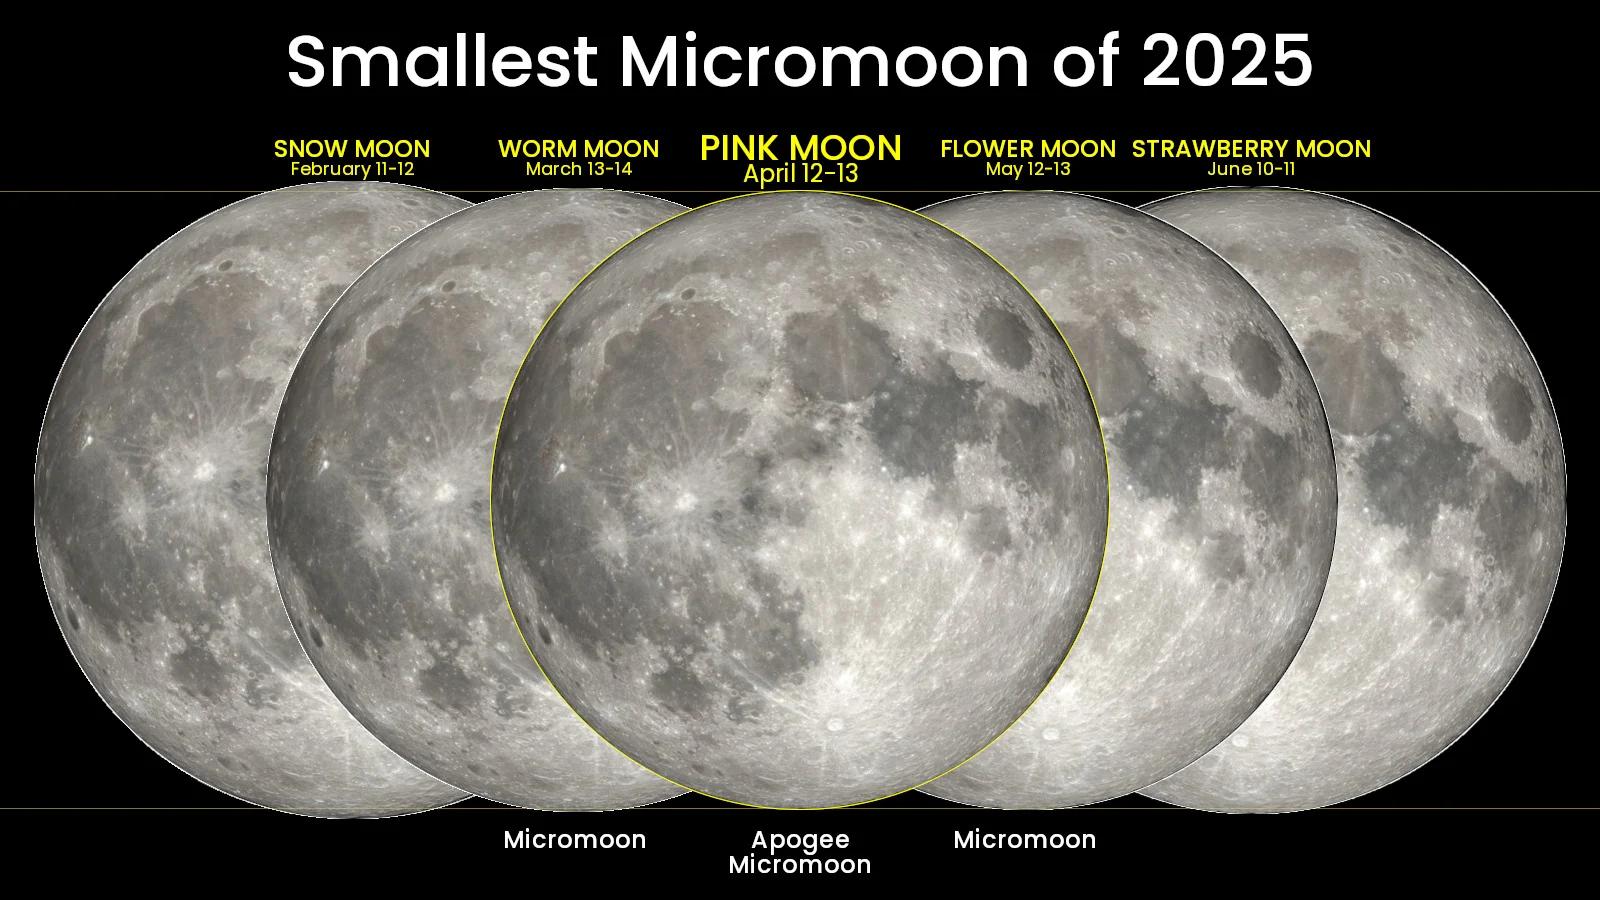 Smallest Micromoon of 2025
SNOW MOON
February 11-12
WORM MOON
March 13-14
PINK MOON
April 12-13
FLOWER MOON
May 12-13
STRAWBERRY MOON
June 10-11
Micromoon
Apogee
Micromoon
Micromoon